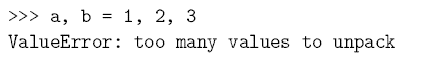 >>> a, b = 1, 2, 3
ValueError: too many values to unpack